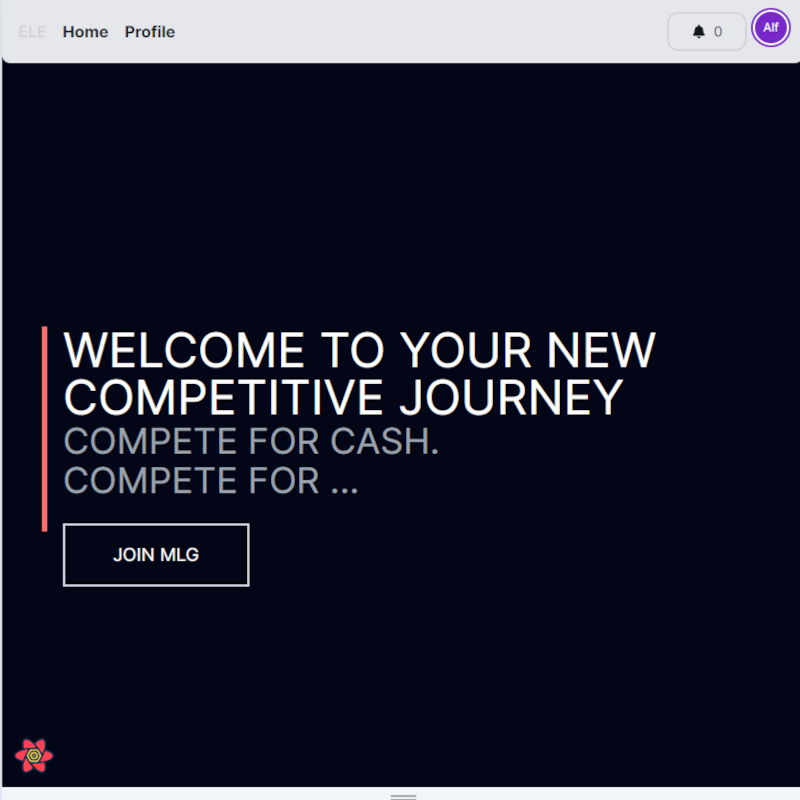 ELE Home Profile 0 Alf
WELCOME TO YOUR NEW
COMPETITIVE JOURNEY
COMPETE FOR CASH.
COMPETE FOR ...
JOIN MLG